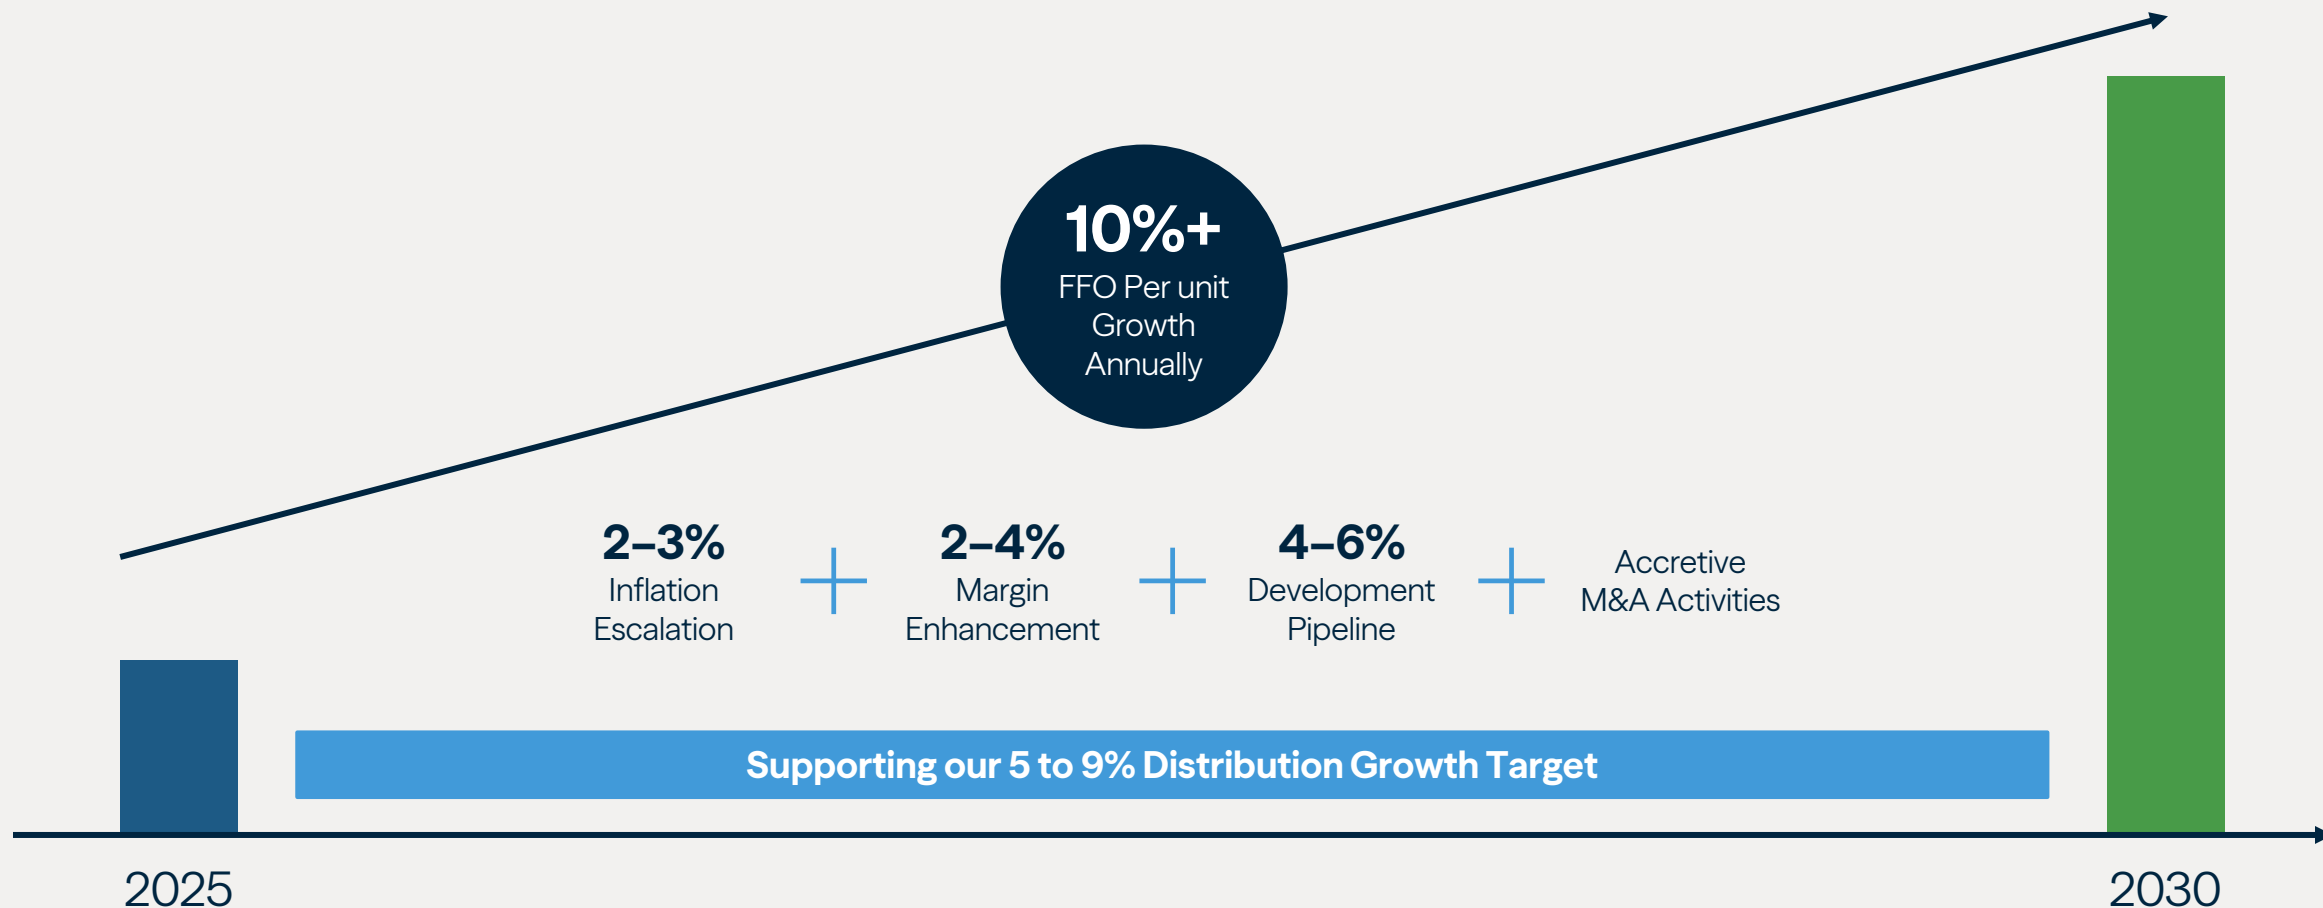 10%+
FFO Per unit
Growth
Annually
2–3%
Inflation
Escalation
2–4%
Margin
Enhancement
4–6%
Development
Pipeline
Accretive
M&A Activities
Supporting our 5 to 9% Distribution Growth Target
2025
2030